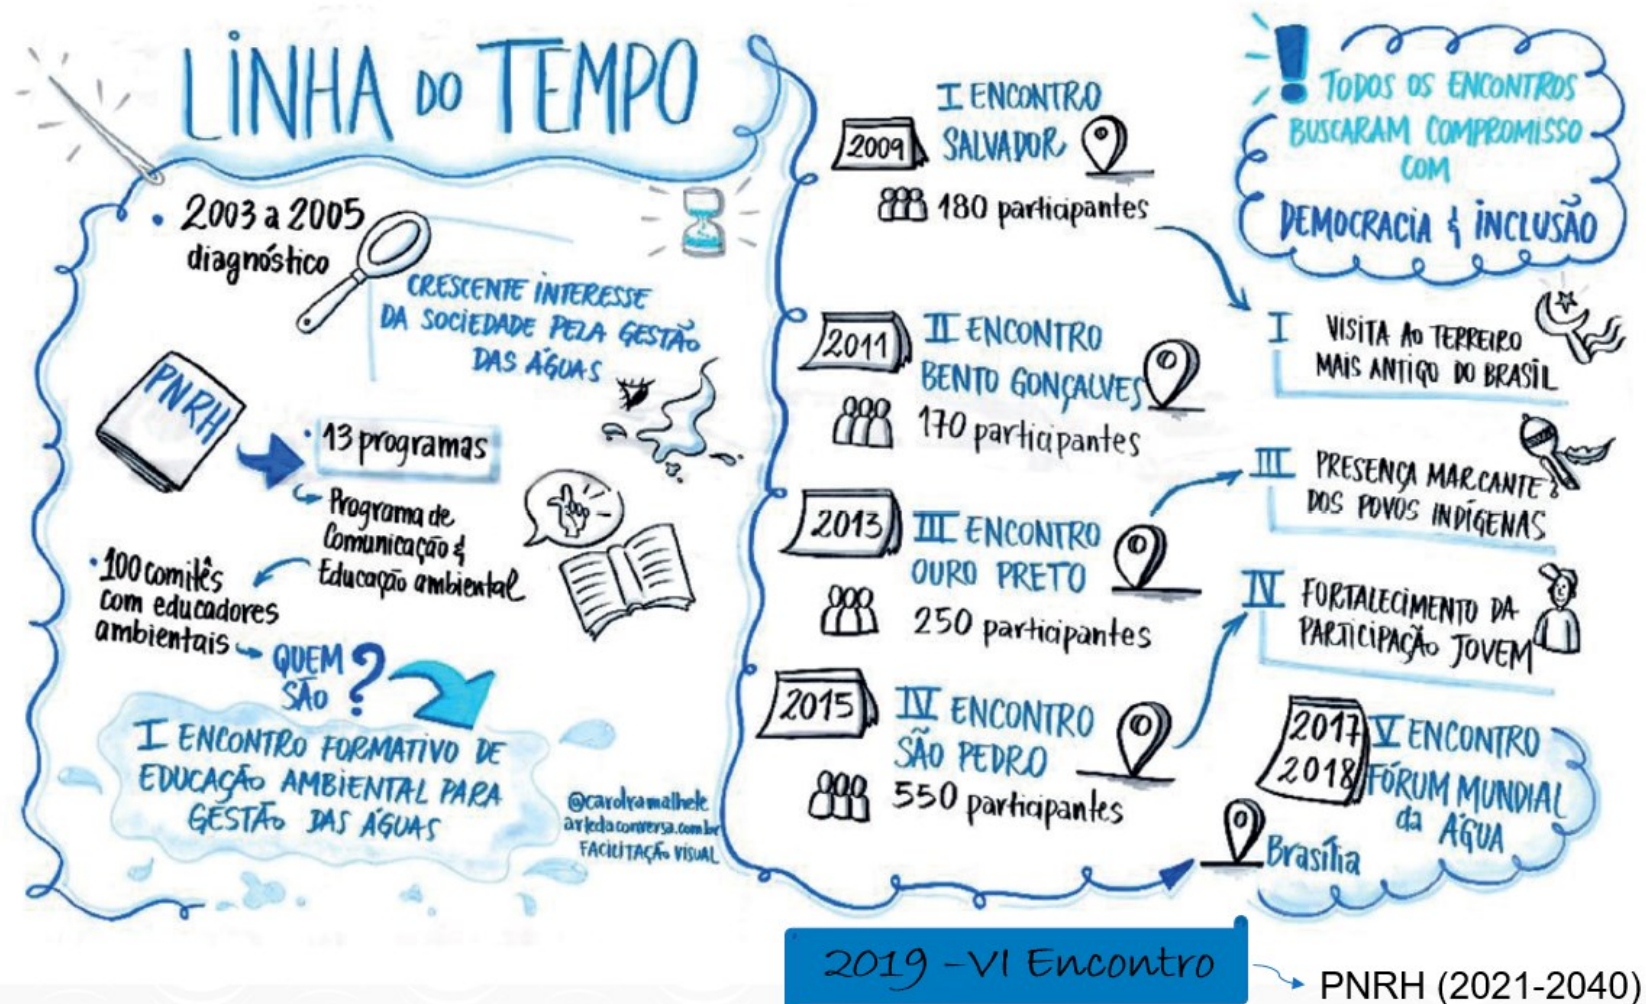 LINHA DO TEMPO
• 2003 a 2005
diagnóstico
CRESCENTE INTERESSE
DA SOCIEDADE PELA GESTÃO
DAS ÁGUAS
PNRH
• 13 programas
Programa de
Comunicação &
Educação ambiental
• 100 comitês
com educadores
ambientais
QUEM
SÃO ?
I ENCONTRO FORMATIVO DE
EDUCAÇÃO AMBIENTAL PARA
GESTÃO DAS ÁGUAS
@carolramalhete
artedaconversa.com.br
FACILITAÇÃO VISUAL
I ENCONTRO
SALVADOR
2009
180 participantes
II ENCONTRO
BENTO GONÇALVES
2011
170 participantes
III ENCONTRO
OURO PRETO
2013
250 participantes
IV ENCONTRO
SÃO PEDRO
2015
550 participantes
! TODOS OS ENCONTROS
BUSCARAM COMPROMISSO
COM
DEMOCRACIA & INCLUSÃO
I VISITA AO TERREIRO
MAIS ANTIGO DO BRASIL
III PRESENÇA MARCANTE
DOS POVOS INDÍGENAS
IV FORTALECIMENTO DA
PARTICIPAÇÃO JOVEM
2017
2018
V ENCONTRO
FÓRUM MUNDIAL
da ÁGUA
Brasília
2019 - VI Encontro
PNRH (2021-2040)